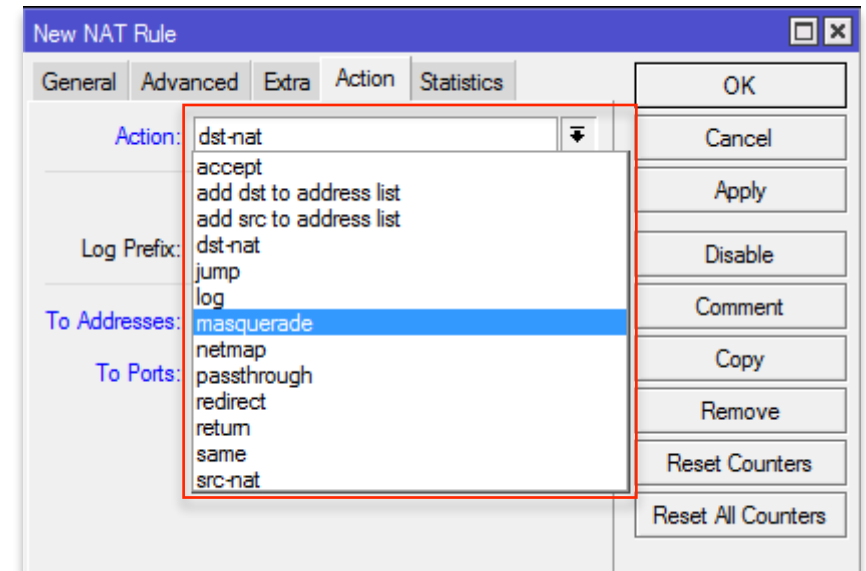 New NAT Rule
General Advanced Extra Action Statistics
Action: dst-nat
accept
add dst to address list
add src to address list
dst-nat
jump
log
masquerade
netmap
passthrough
redirect
return
same
src-nat
Log Prefix:
To Addresses:
To Ports:
OK
Cancel
Apply
Disable
Comment
Copy
Remove
Reset Counters
Reset All Counters